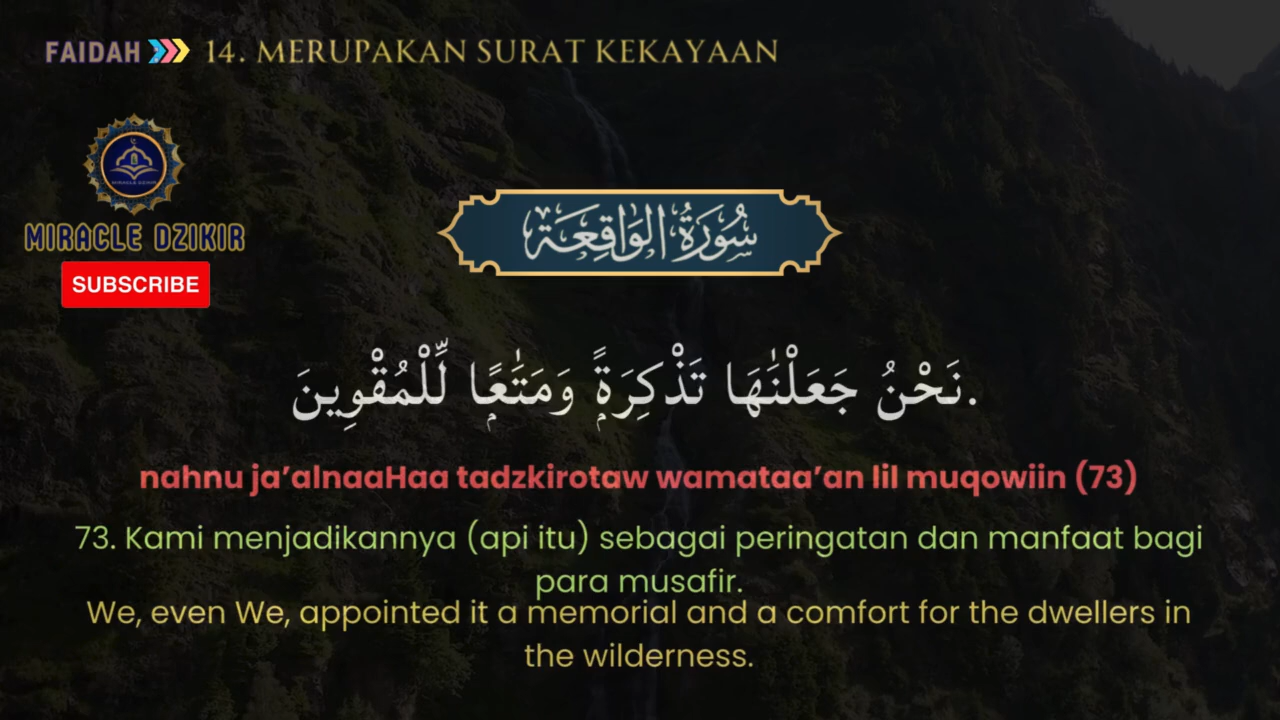 FAIDAH 14. MERUPAKAN SURAT KEKAYAAN
MIRACLE DZIKIR
MIRACLE DZIKIR
SUBSCRIBE
سُورَةُ الوَاقِعَة
نَحْنُ جَعَلْنٰهَا تَذْكِرَةً وَمَتٰعًا لِّلْمُقْوِينَ.
nahnu ja’alnaaHaa tadzkirotaw wamataa’an lil muqowiin (73)
73. Kami menjadikannya (api itu) sebagai peringatan dan manfaat bagi
para musafir.
We, even We, appointed it a memorial and a comfort for the dwellers in
the wilderness.